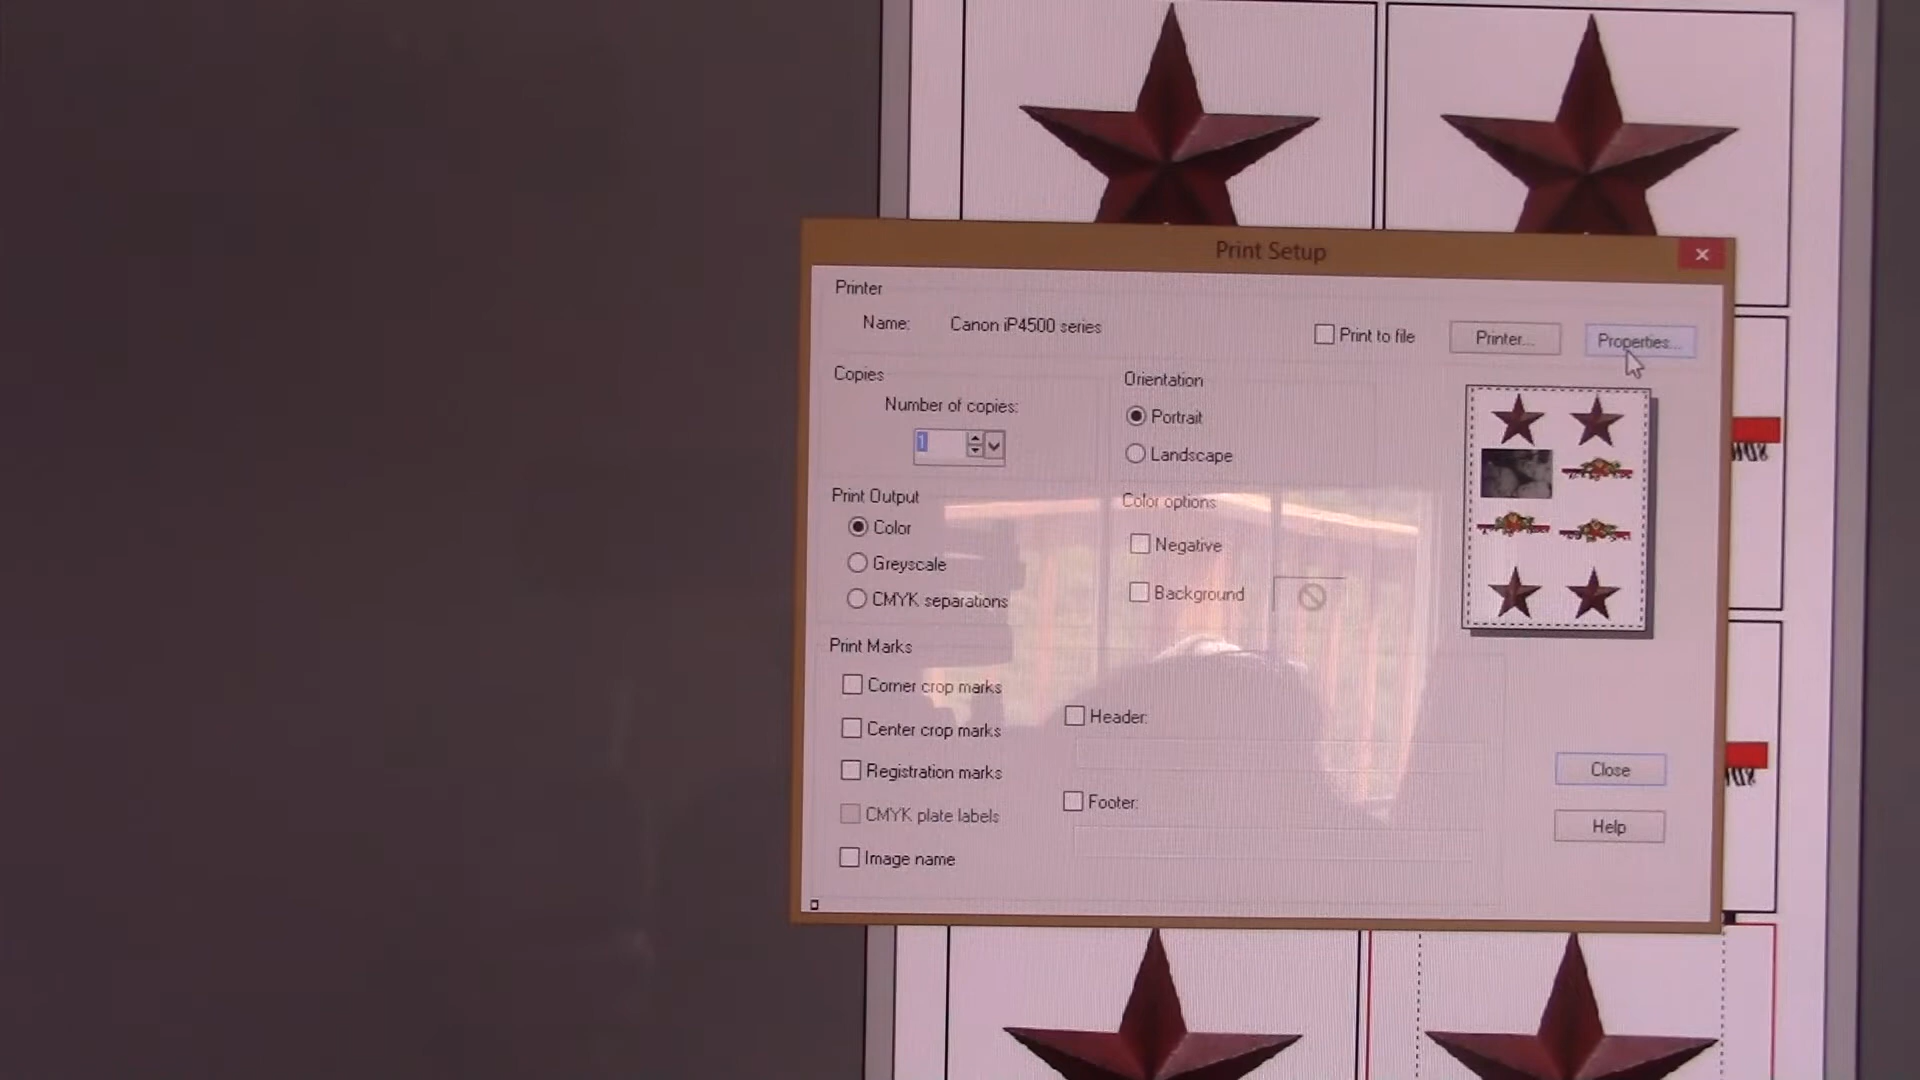 Print Setup
Printer
Name: Canon iP4500 series
Print to file
Printer...
Properties...
Copies
Number of copies:
1
Orientation
Portrait
Landscape
Print Output
Color
Greyscale
CMYK separations
Color options
Negative
Background
Print Marks
Corner crop marks
Center crop marks
Registration marks
CMYK plate labels
Image name
Header:
Footer:
Close
Help